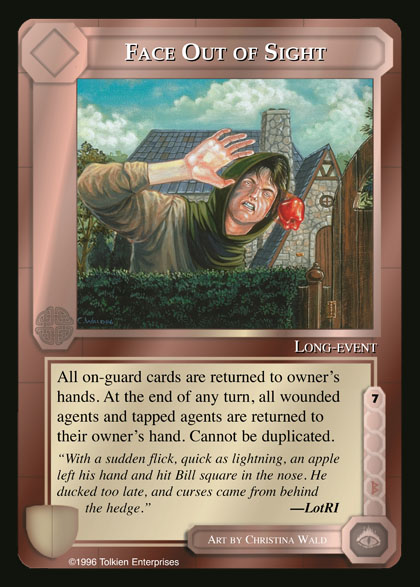 FACE OUT OF SIGHT
C. WALD
LONG-EVENT
All on-guard cards are returned to owner’s
hands. At the end of any turn, all wounded
agents and tapped agents are returned to
their owner’s hand. Cannot be duplicated.
7
“With a sudden flick, quick as lightning, an apple
left his hand and hit Bill square in the nose. He
ducked too late, and curses came from behind
the hedge.” —LotRI
ART BY CHRISTINA WALD
©1996 Tolkien Enterprises